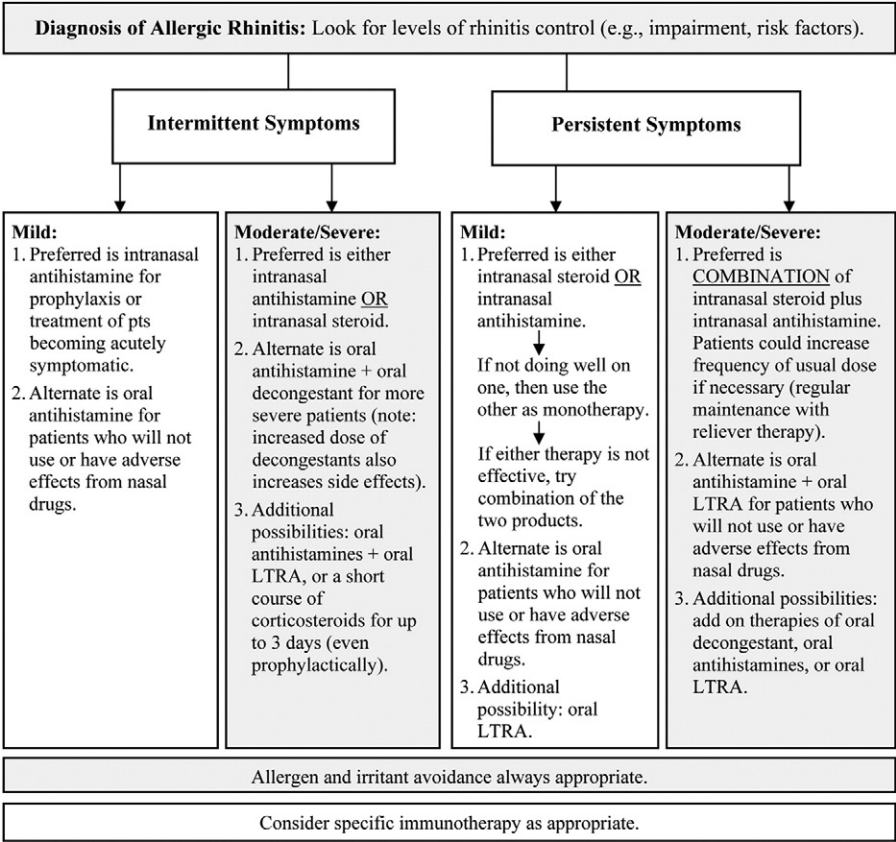 Diagnosis of Allergic Rhinitis: Look for levels of rhinitis control (e.g., impairment, risk factors).
Intermittent Symptoms
Persistent Symptoms
Mild:
1. Preferred is intranasal
antihistamine for
prophylaxis or
treatment of pts
becoming acutely
symptomatic.
2. Alternate is oral
antihistamine for
patients who will not
use or have adverse
effects from nasal
drugs.
Moderate/Severe:
1. Preferred is either
intranasal
antihistamine OR
intranasal steroid.
2. Alternate is oral
antihistamine + oral
decongestant for more
severe patients (note:
increased dose of
decongestants also
increases side effects).
3. Additional
possibilities: oral
antihistamines + oral
LTRA, or a short
course of
corticosteroids for up
to 3 days (even
prophylactically).
Mild:
1. Preferred is either
intranasal steroid OR
intranasal
antihistamine.
If not doing well on
one, then use the
other as monotherapy.
If either therapy is not
effective, try
combination of the
two products.
2. Alternate is oral
antihistamine for
patients who will not
use or have adverse
effects from nasal
drugs.
3. Additional
possibility: oral
LTRA.
Moderate/Severe:
1. Preferred is
COMBINATION of
intranasal steroid plus
intranasal antihistamine.
Patients could increase
frequency of usual dose
if necessary (regular
maintenance with
reliever therapy).
2. Alternate is oral
antihistamine + oral
LTRA for patients who
will not use or have
adverse effects from
nasal drugs.
3. Additional possibilities:
add on therapies of oral
decongestant, oral
antihistamines, or oral
LTRA.
Allergen and irritant avoidance always appropriate.
Consider specific immunotherapy as appropriate.